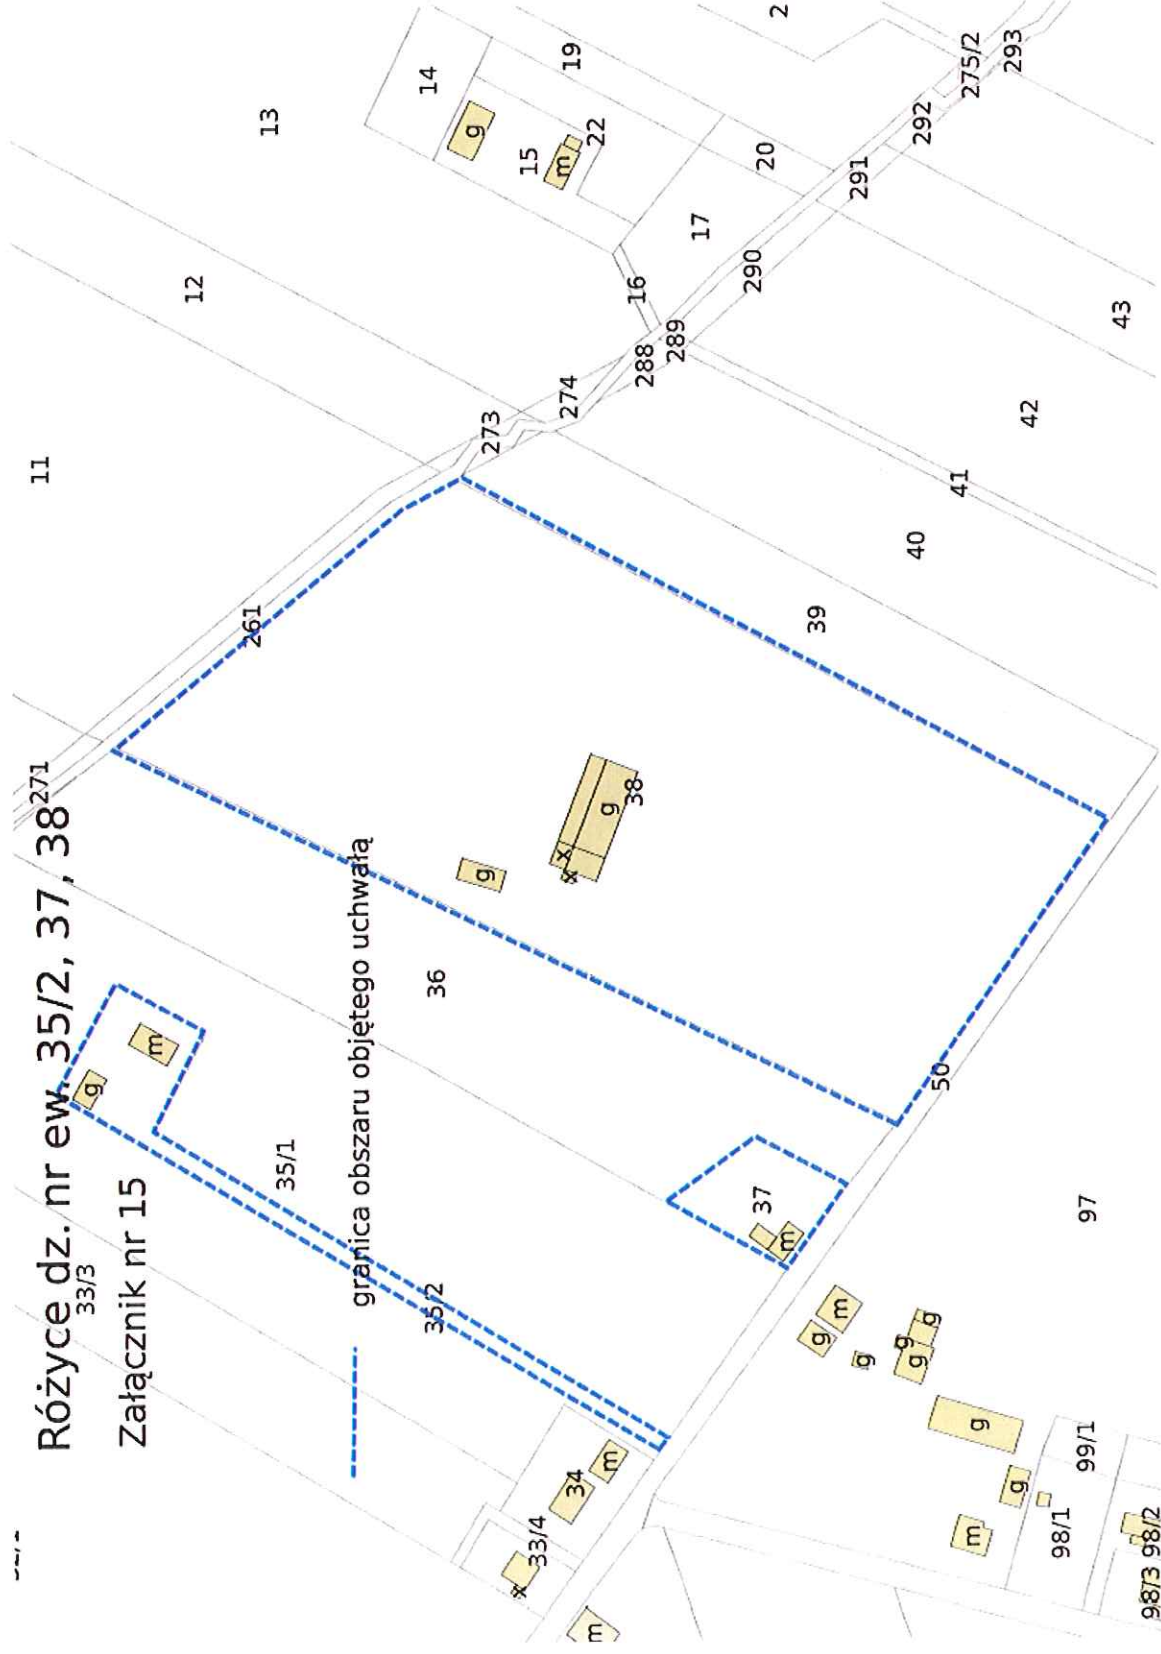 Różyce dz. nr ew. 35/2, 37, 38
Załącznik nr 15
granica obszaru objętego uchwałą
11
12
13
14
15
g
m
22
19
2
275/2
293
292
291
20
17
290
16
289
288
274
273
261
271
43
42
41
40
39
38
g
g
x
x
36
50
37
m
35/1
35/2
g
m
33/3
34
m
33/4
x
m
97
m
g
g
g
g
g
g
g
m
99/1
98/1
98/2
98/3